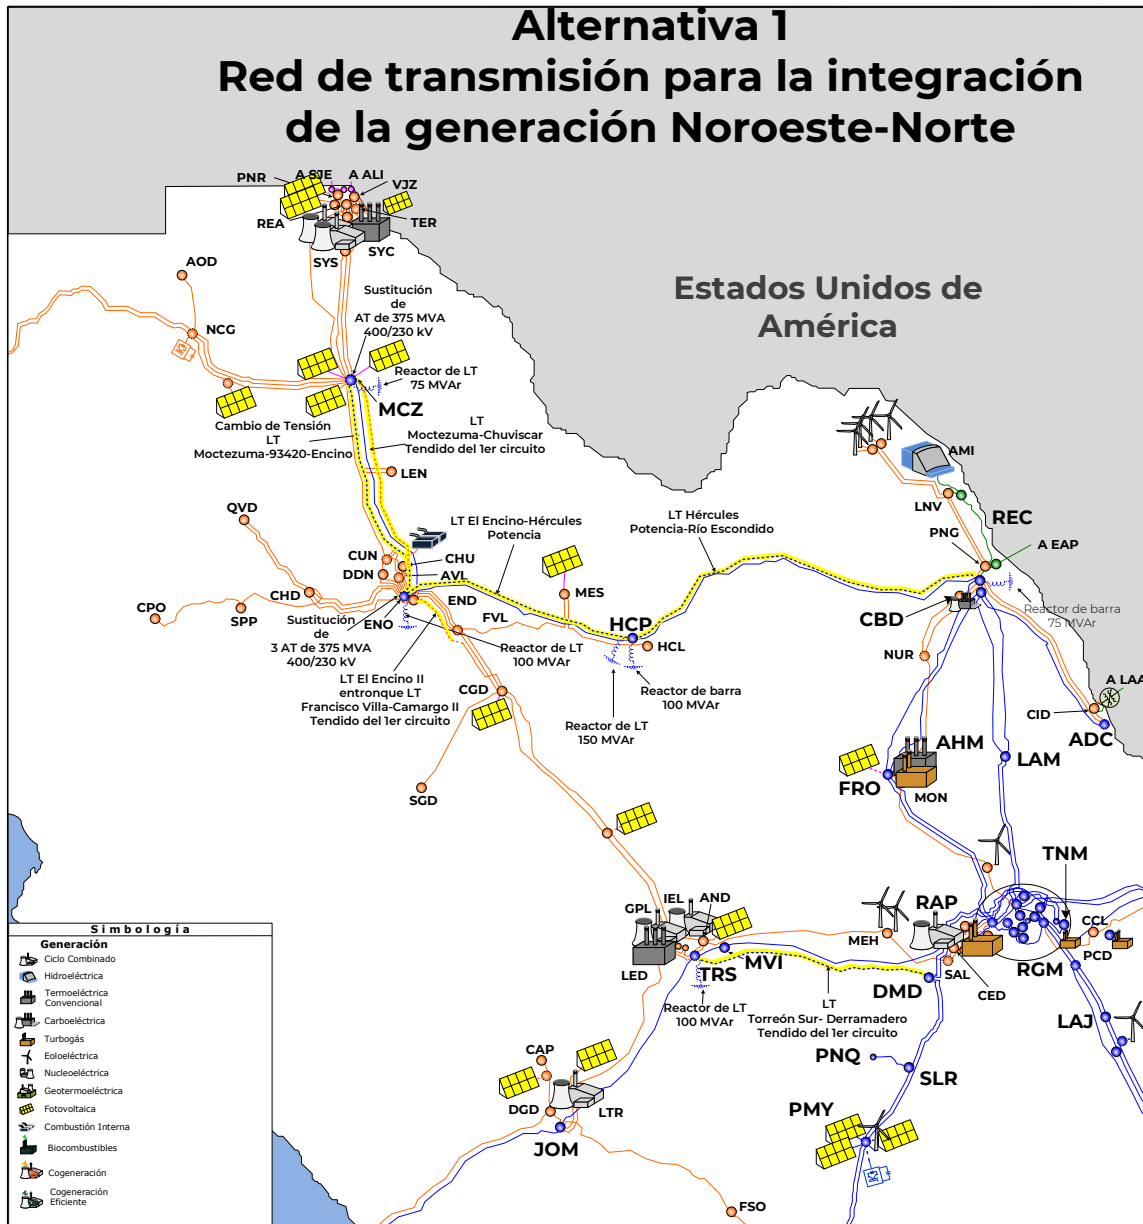 Alternativa 1
Red de transmisión para la integración
de la generación Noroeste-Norte
Estados Unidos de
América
PNR
A SJE
A ALI
VJZ
REA
TER
SYS
SYC
AOD
NCG
Sustitución
de
AT de 375 MVA
400/230 kV
Reactor de LT
75 MVAr
MCZ
Cambio de Tensión
LT
Moctezuma-93420-Encino
LT
Moctezuma-Chuviscar
Tendido del 1er circuito
LEN
QVD
CUN
CHU
DDN
AVL
CHD
CPO
SPP
END
ENO
FVL
Sustitución
de
3 AT de 375 MVA
400/230 kV
LT El Encino-Hércules
Potencia
LT Hércules
Potencia-Río Escondido
MES
HCP
HCL
Reactor de LT
100 MVAr
LT El Encino II
entronque LT
Francisco Villa-Camargo II
Tendido del 1er circuito
CGD
Reactor de barra
100 MVAr
Reactor de LT
150 MVAr
SGD
AMI
LNV
REC
PNG
A EAP
CBD
Reactor de barra
75 MVAr
NUR
A LAA
CID
ADC
AHM
LAM
FRO
MON
TNM
GPL
IEL
AND
RAP
CCL
MEH
PCD
LED
TRS
MVI
SAL
RGM
CED
DMD
Reactor de LT
100 MVAr
LT
Torreón Sur- Derramadero
Tendido del 1er circuito
LAJ
CAP
PNQ
SLR
DGD
LTR
PMY
JOM
FSO
Simbología
Generación
Ciclo Combinado
Hidroeléctrica
Termoeléctrica
Convencional
Carboeléctrica
Turbogás
Eoloeléctrica
Nucleoeléctrica
Geotermoeléctrica
Fotovoltaica
Combustión Interna
Biocombustibles
Cogeneración
Cogeneración
Eficiente